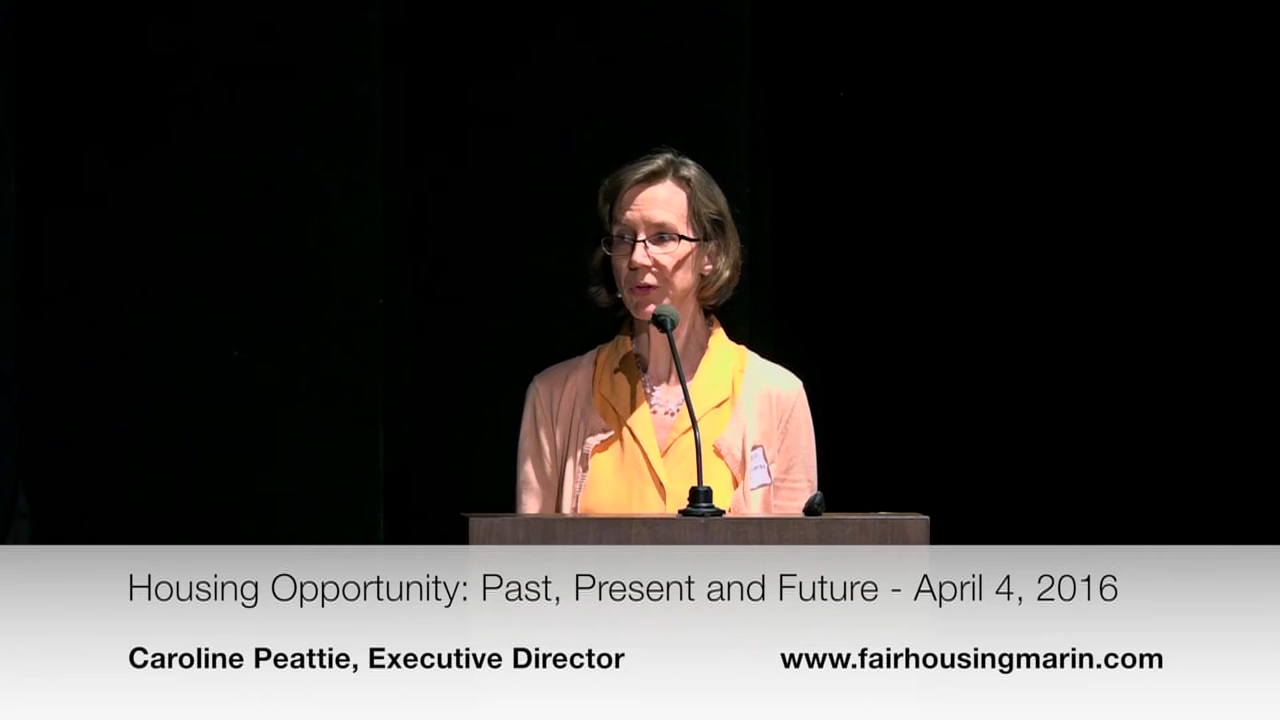 Housing Opportunity: Past, Present and Future - April 4, 2016
Caroline Peattie, Executive Director
www.fairhousingmarin.com